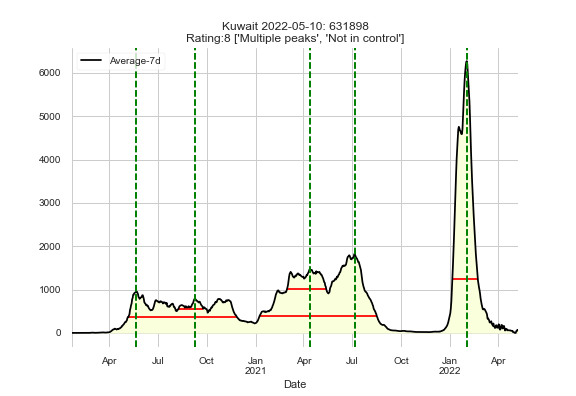 Kuwait 2022-05-10: 631898
Rating:8 ['Multiple peaks', 'Not in control']
Average-7d
6000
5000
4000
3000
2000
1000
0
Apr Jul Oct Jan Apr Jul Oct Jan Apr
2021 2022
Date